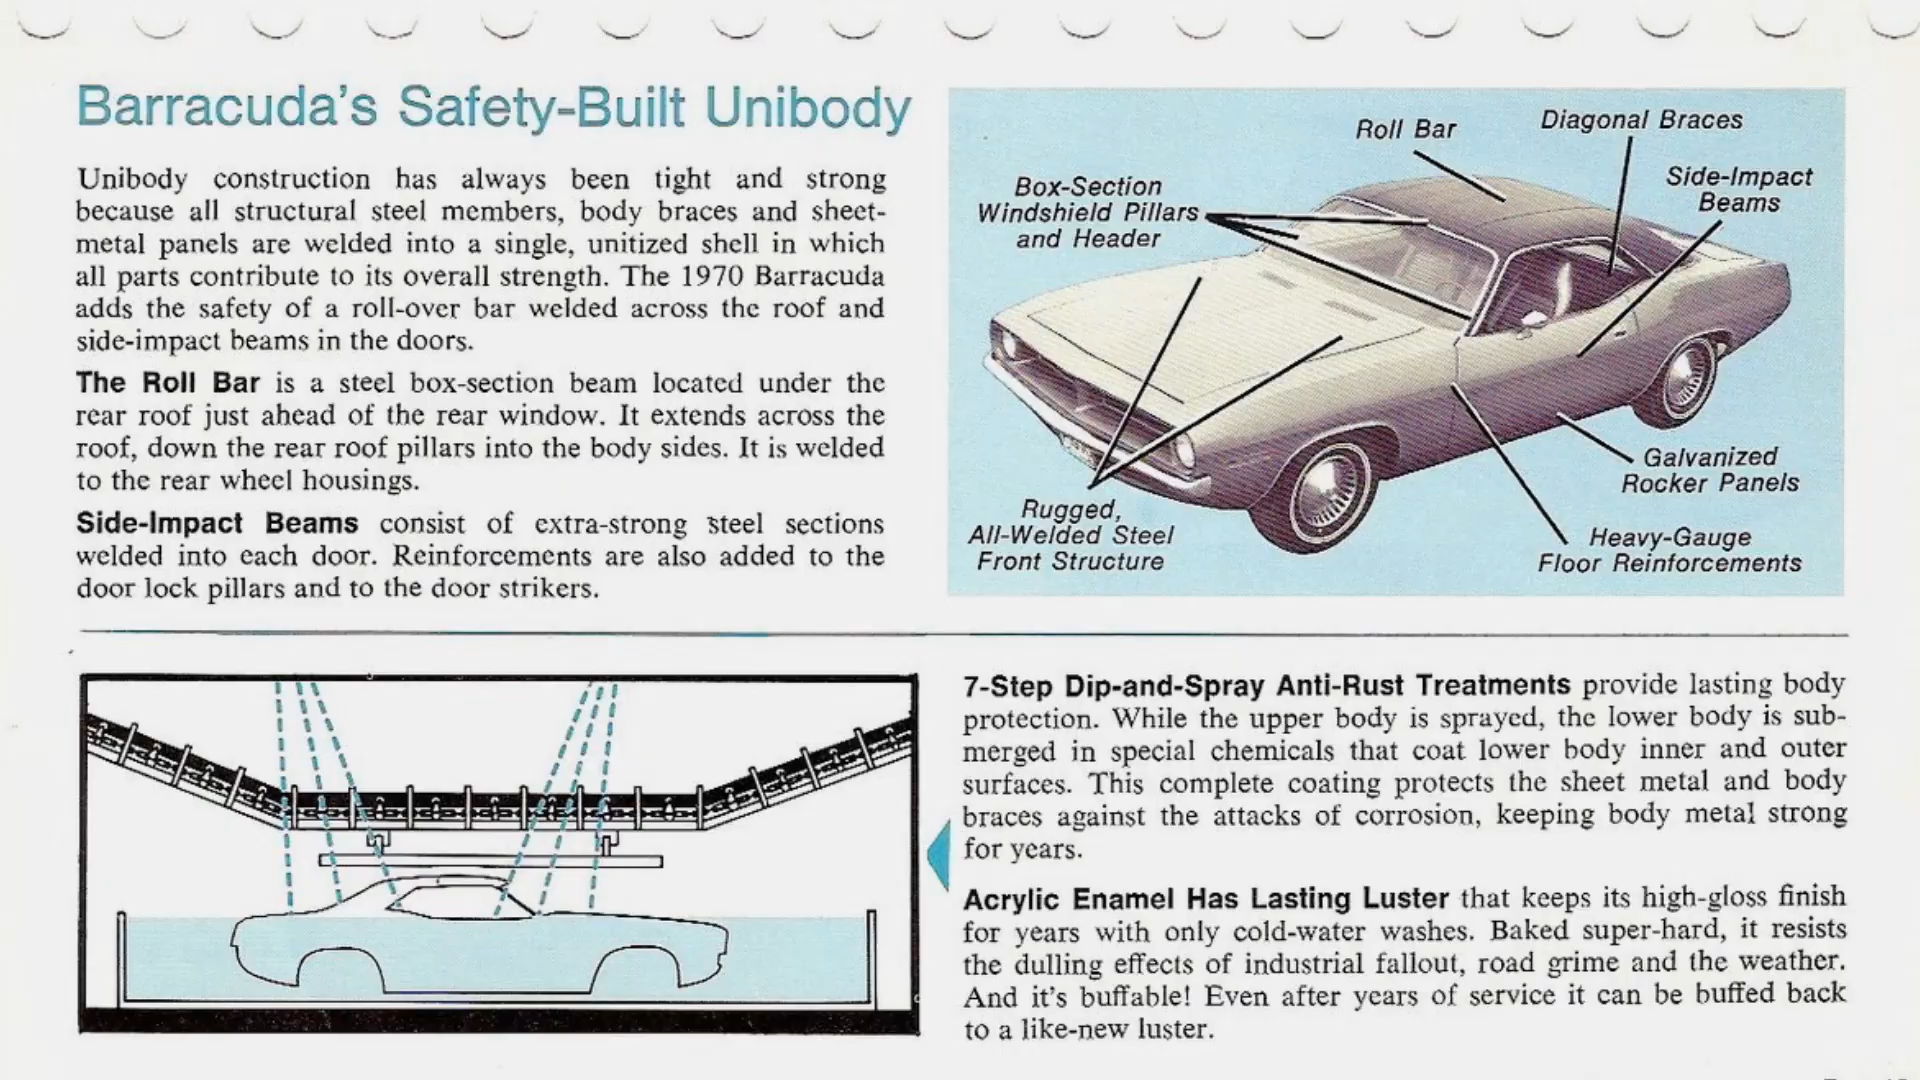 Barracuda's Safety-Built Unibody
Unibody construction has always been tight and strong
because all structural steel members, body braces and sheet-
metal panels are welded into a single, unitized shell in which
all parts contribute to its overall strength. The 1970 Barracuda
adds the safety of a roll-over bar welded across the roof and
side-impact beams in the doors.
The Roll Bar is a steel box-section beam located under the
rear roof just ahead of the rear window. It extends across the
roof, down the rear roof pillars into the body sides. It is welded
to the rear wheel housings.
Side-Impact Beams consist of extra-strong steel sections
welded into each door. Reinforcements are also added to the
door lock pillars and to the door strikers.
Roll Bar
Diagonal Braces
Box-Section
Windshield Pillars
and Header
Side-Impact
Beams
Galvanized
Rocker Panels
Rugged,
All-Welded Steel
Front Structure
Heavy-Gauge
Floor Reinforcements
7-Step Dip-and-Spray Anti-Rust Treatments provide lasting body
protection. While the upper body is sprayed, the lower body is sub-
merged in special chemicals that coat lower body inner and outer
surfaces. This complete coating protects the sheet metal and body
braces against the attacks of corrosion, keeping body metal strong
for years.
Acrylic Enamel Has Lasting Luster that keeps its high-gloss finish
for years with only cold-water washes. Baked super-hard, it resists
the dulling effects of industrial fallout, road grime and the weather.
And it's buffable! Even after years of service it can be buffed back
to a like-new luster.